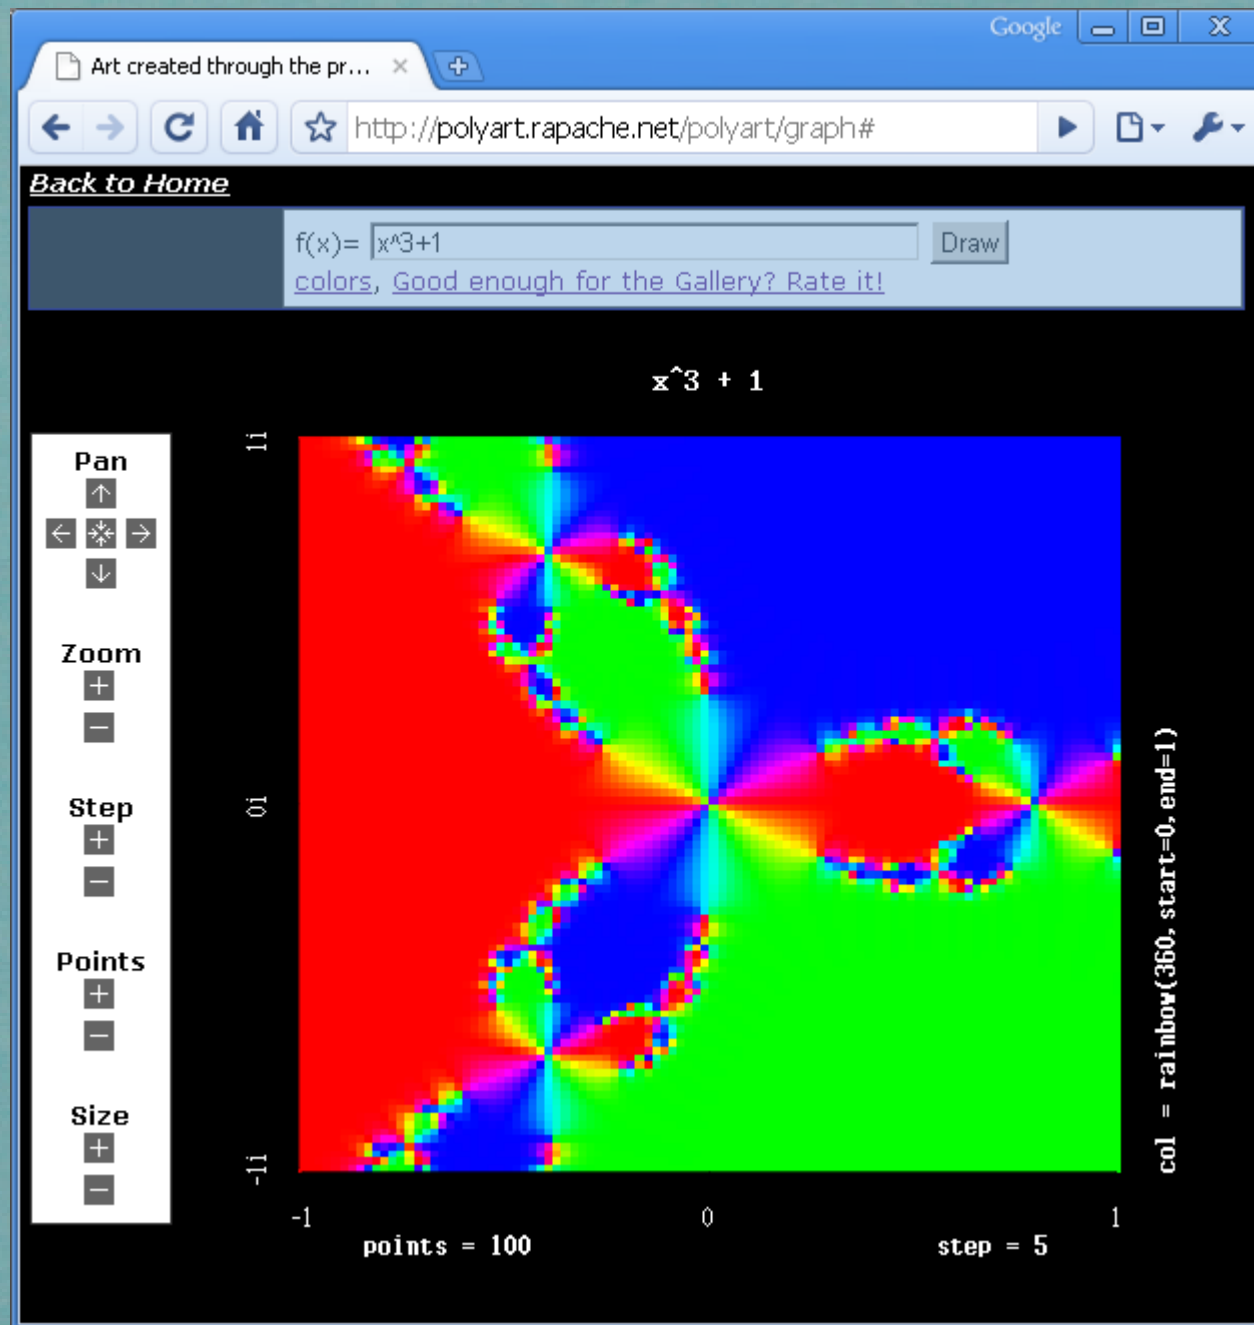 Google
Art created through the pr...
http://polyart.rapache.net/polyart/graph#
Back to Home
f(x)= x^3+1 Draw
colors, Good enough for the Gallery? Rate it!
x^3 + 1
Pan
Zoom
Step
Points
Size
1i
0i
-1i
-1 0 1
points = 100 step = 5
col = rainbow(360,start=0,end=1)